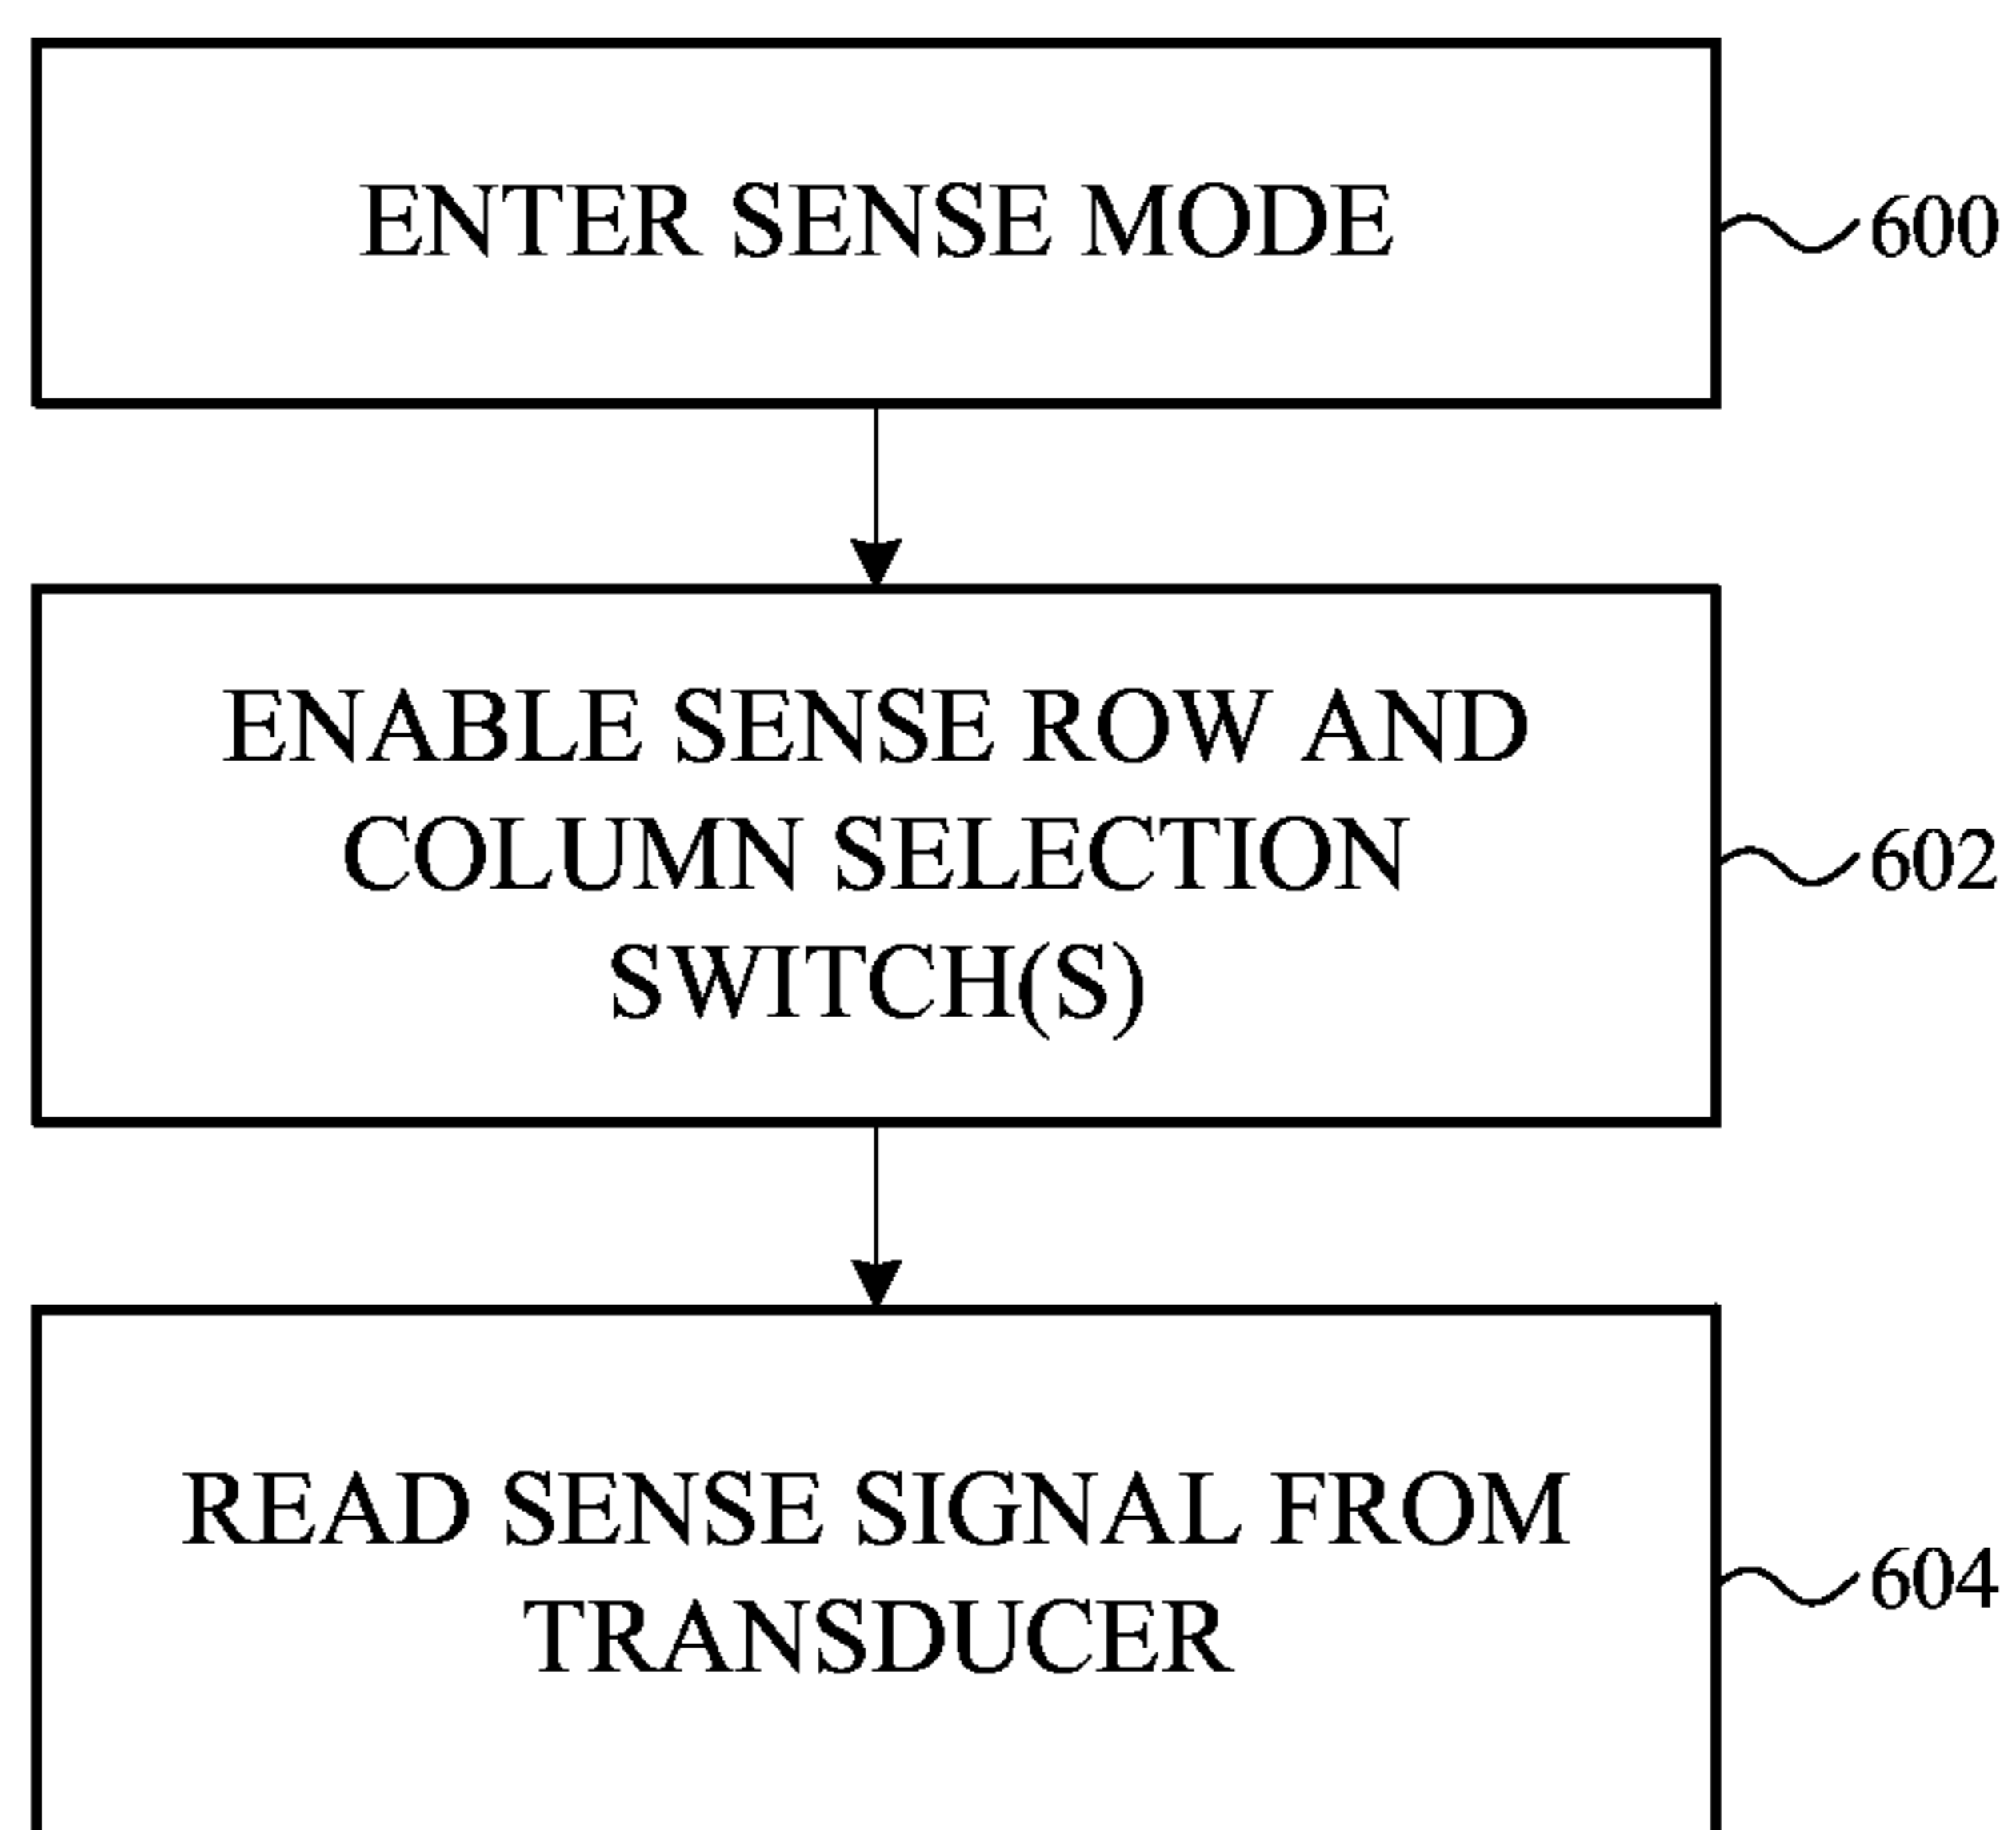 ENTER SENSE MODE
600
ENABLE SENSE ROW AND
COLUMN SELECTION
SWITCH(S)
602
READ SENSE SIGNAL FROM
TRANSDUCER
604